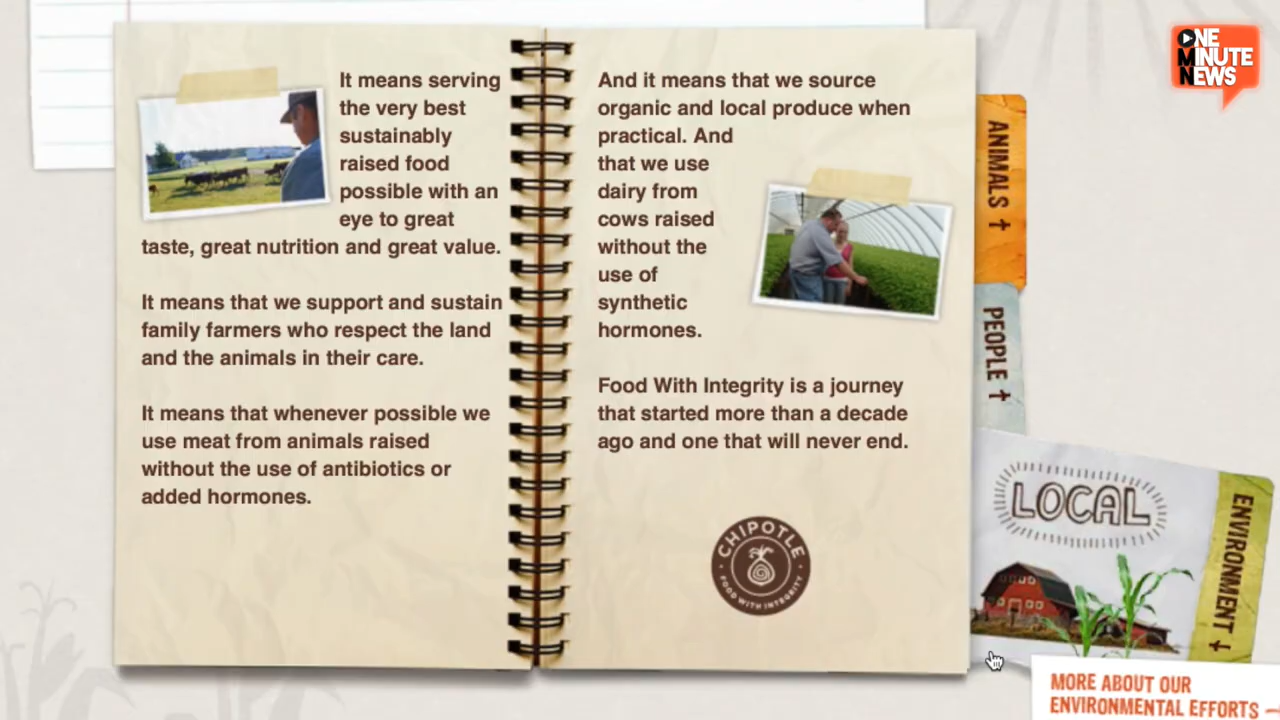 ONE
MINUTE
NEWS
It means serving
the very best
sustainably
raised food
possible with an
eye to great
taste, great nutrition and great value.
It means that we support and sustain
family farmers who respect the land
and the animals in their care.
It means that whenever possible we
use meat from animals raised
without the use of antibiotics or
added hormones.
And it means that we source
organic and local produce when
practical. And
that we use
dairy from
cows raised
without the
use of
synthetic
hormones.
Food With Integrity is a journey
that started more than a decade
ago and one that will never end.
CHIPOTLE
FOOD WITH INTEGRITY
ANIMALS
PEOPLE
LOCAL
ENVIRONMENT
MORE ABOUT OUR
ENVIRONMENTAL EFFORTS